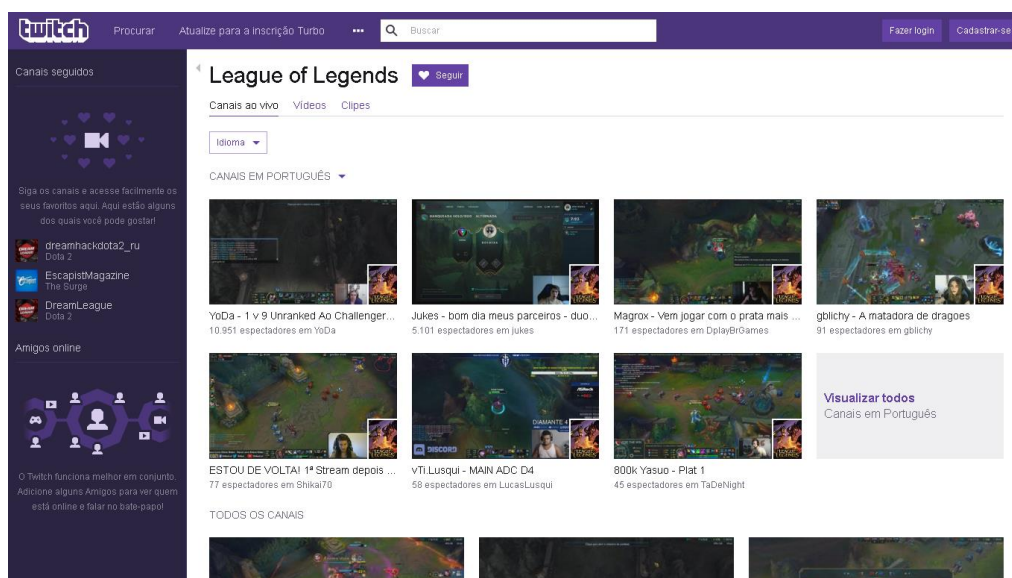 twitch
Procurar
Atualize para a inscrição Turbo
Buscar
Fazer login
Cadastrar-se
Canais seguidos
Siga os canais e acesse facilmente os
seus favoritos aqui. Aqui estão alguns
dos quais você pode gostar!
dreamhackdota2_ru
Dota 2
EscapistMagazine
The Surge
DreamLeague
Dota 2
Amigos online
O Twitch funciona melhor em conjunto.
Adicione alguns Amigos para ver quem
está online e falar no bate-papo!
League of Legends
Seguir
Canais ao vivo
Vídeos
Clipes
Idioma
CANAIS EM PORTUGUÊS
YoDa - 1 v 9 Unranked Ao Challenger...
10.951 espectadores em YoDa
Jukes - bom dia meus parceiros - duo...
5.101 espectadores em jukes
Magrox - Vem jogar com o prata mais ...
171 espectadores em DplayBrGames
gblichy - A matadora de dragoes
91 espectadores em gblichy
ESTOU DE VOLTA! 1ª Stream depois ...
77 espectadores em Shikai70
DIAMANTE 4
DISCORD
vTi.Lusqui - MAIN ADC D4
58 espectadores em LucasLusqui
800k Yasuo - Plat 1
45 espectadores em TaDeNight
Visualizar todos
Canais em Português
TODOS OS CANAIS